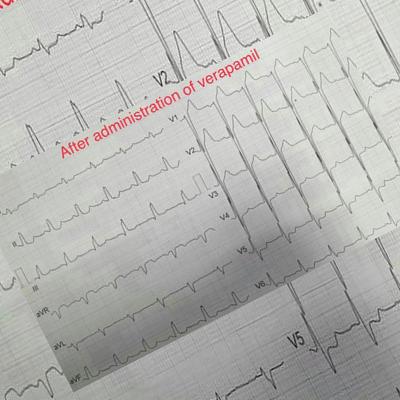 V2
After administration of verapamil
V1
V2
II
V3
III
V4
aVR
V5
aVL
V6
aVF
V5